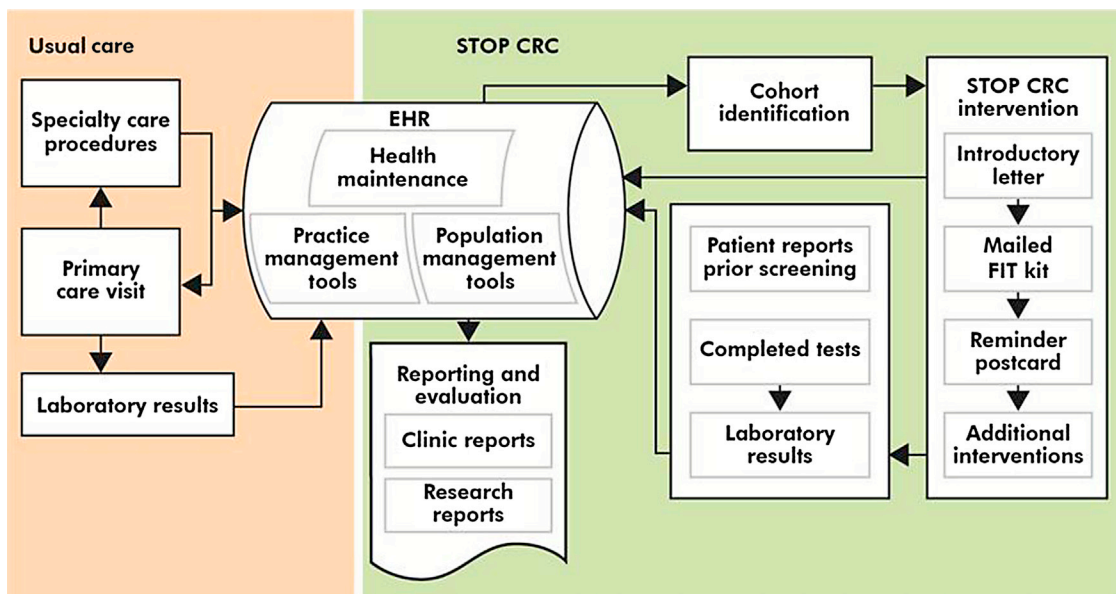 Usual care
STOP CRC
Specialty care
procedures
Primary
care visit
Laboratory results
EHR
Health
maintenance
Practice
management
tools
Population
management
tools
Reporting and
evaluation
Clinic reports
Research
reports
Cohort
identification
Patient reports
prior screening
Completed tests
Laboratory
results
STOP CRC
intervention
Introductory
letter
Mailed
FIT kit
Reminder
postcard
Additional
interventions